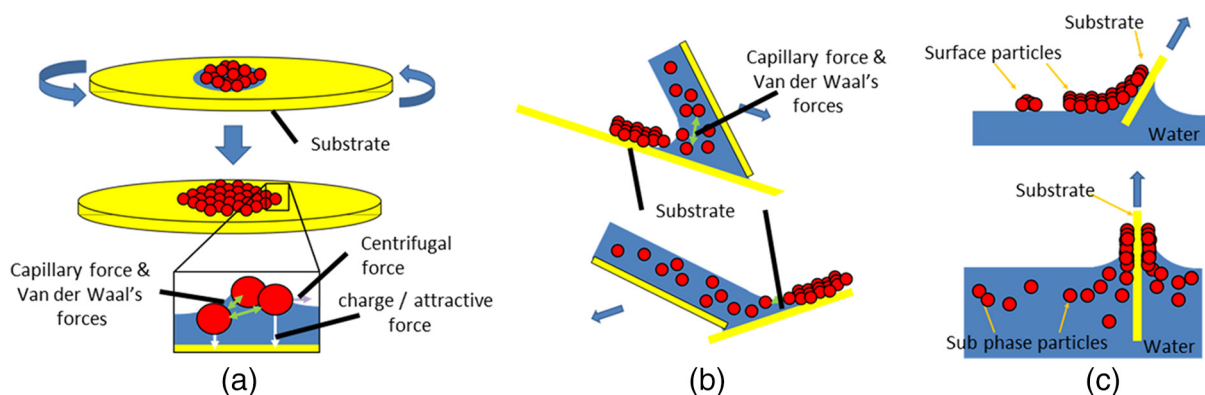 Substrate
Capillary force &
Van der Waal's
forces
Centrifugal
force
charge / attractive
force
(a)
Capillary force &
Van der Waal's
forces
Substrate
(b)
Substrate
Surface particles
Water
Substrate
Sub phase particles
Water
(c)